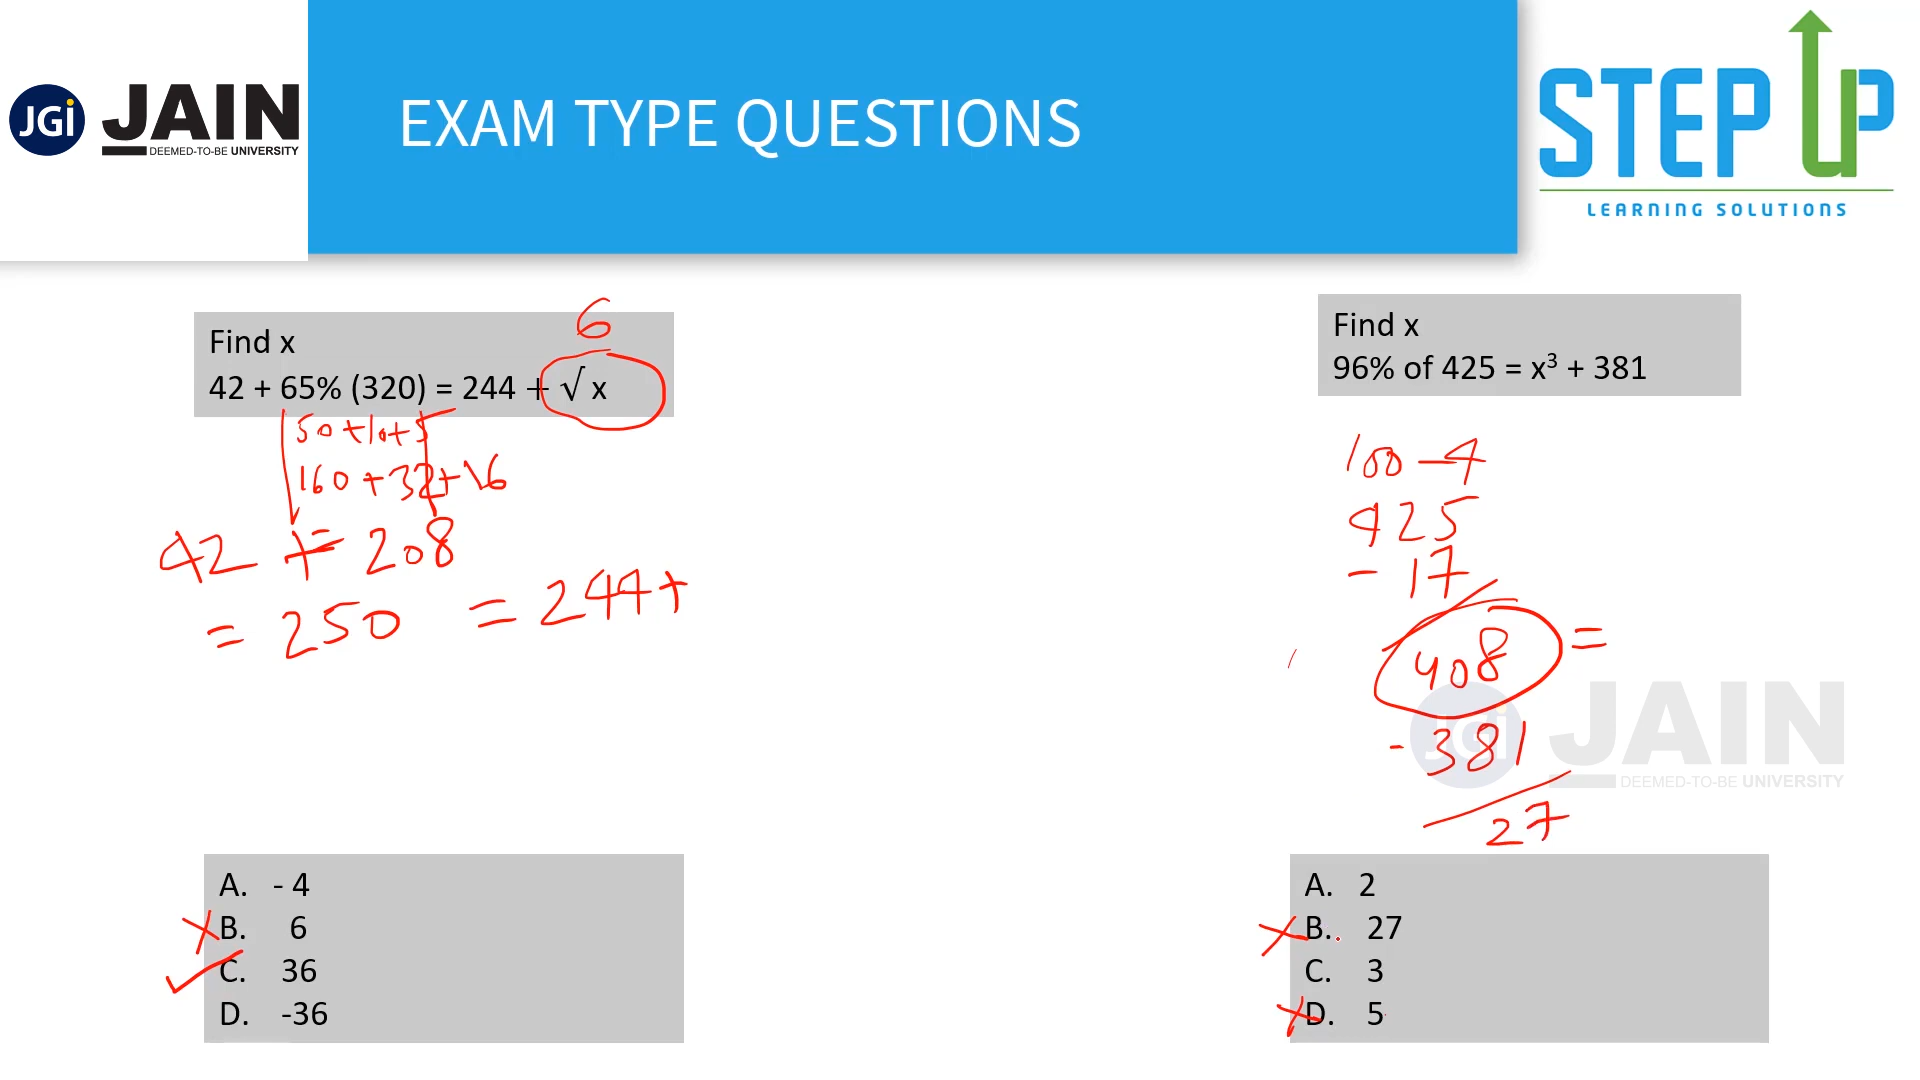 JGi JAIN
DEEMED-TO-BE UNIVERSITY
EXAM TYPE QUESTIONS
STEP UP
LEARNING SOLUTIONS
6
Find x
42 + 65% (320) = 244 + √ x
50 + 10 + 5
160 + 32 + 16
42 + = 208
= 250 = 244 +
A. - 4
B. 6
C. 36
D. -36
Find x
96% of 425 = x³ + 381
100 - 4
425
- 17
408 =
- 381
27
JGi JAIN
DEEMED-TO-BE UNIVERSITY
A. 2
B. 27
C. 3
D. 5